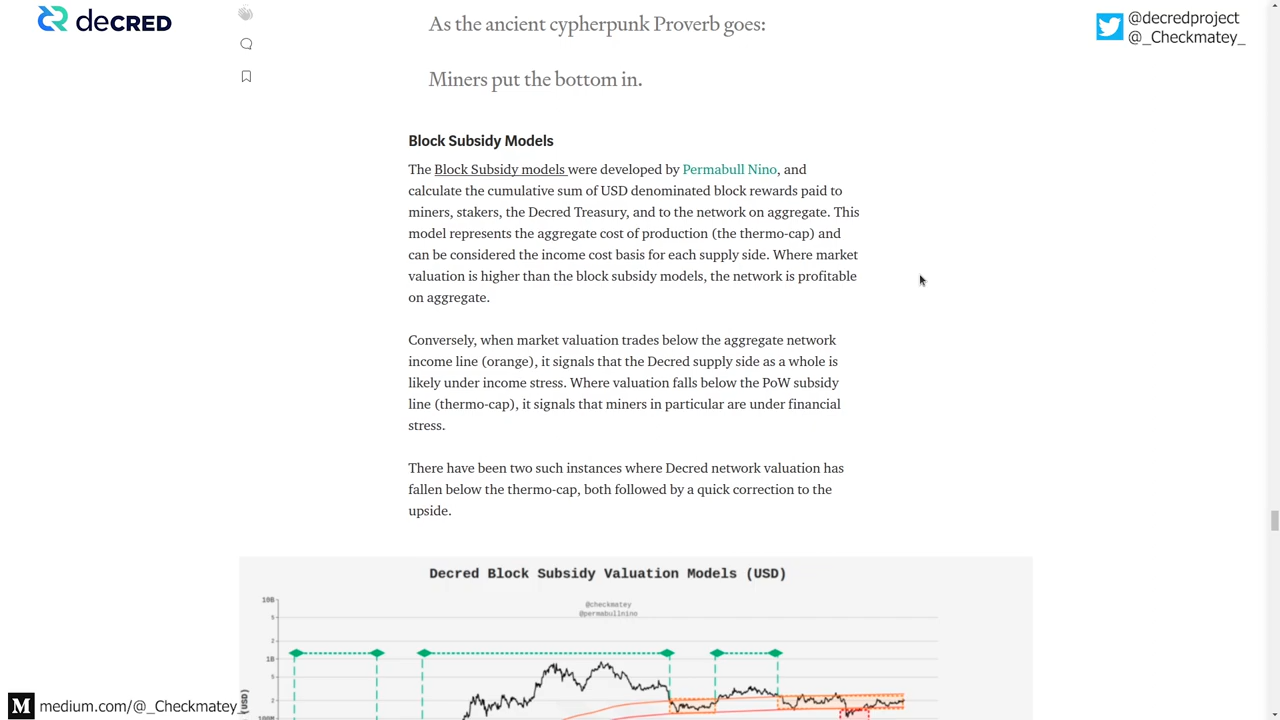 decred
@decredproject
@_Checkmatey_
As the ancient cypherpunk Proverb goes:
Miners put the bottom in.
Block Subsidy Models
The Block Subsidy models were developed by Permabull Nino, and
calculate the cumulative sum of USD denominated block rewards paid to
miners, stakers, the Decred Treasury, and to the network on aggregate. This
model represents the aggregate cost of production (the thermo-cap) and
can be considered the income cost basis for each supply side. Where market
valuation is higher than the block subsidy models, the network is profitable
on aggregate.
Conversely, when market valuation trades below the aggregate network
income line (orange), it signals that the Decred supply side as a whole is
likely under income stress. Where valuation falls below the PoW subsidy
line (thermo-cap), it signals that miners in particular are under financial
stress.
There have been two such instances where Decred network valuation has
fallen below the thermo-cap, both followed by a quick correction to the
upside.
Decred Block Subsidy Valuation Models (USD)
@checkmatey
@permabullnino
10B
5
2
1B
5
2
100M
(USD)
M medium.com/@_Checkmatey_